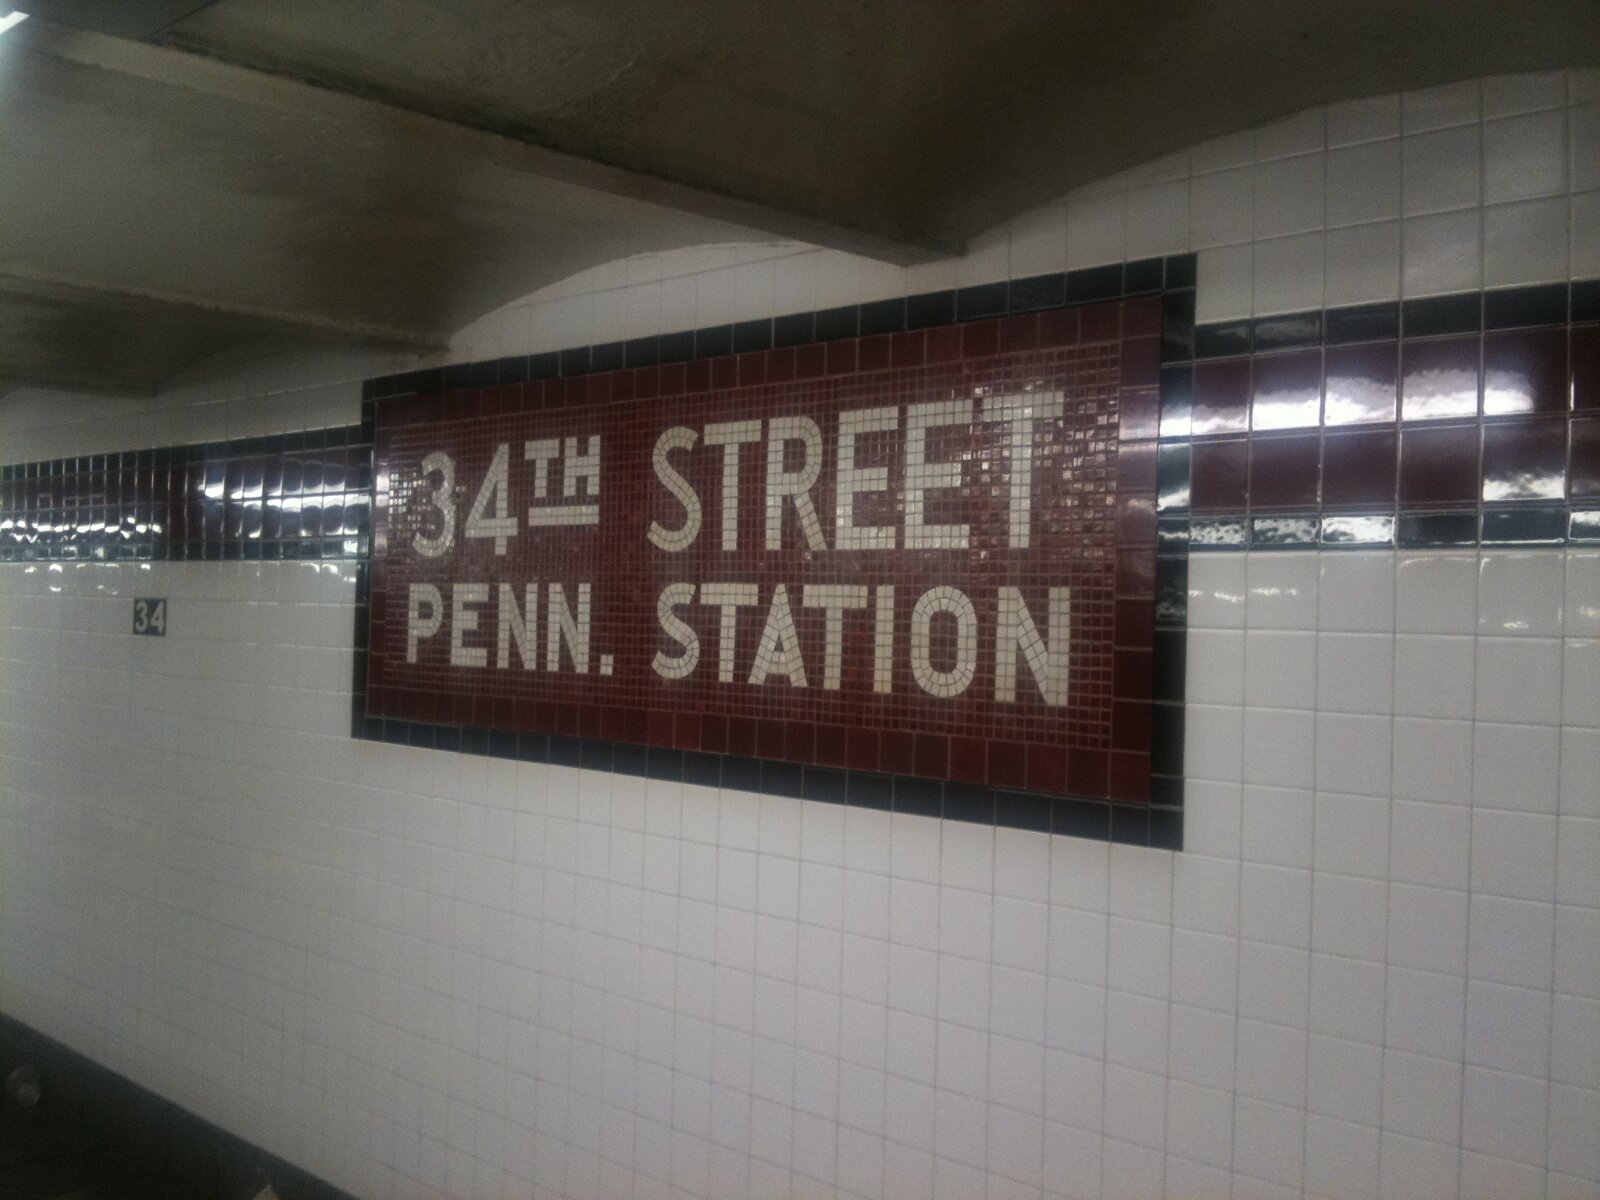 34TH STREET
PENN. STATION
34